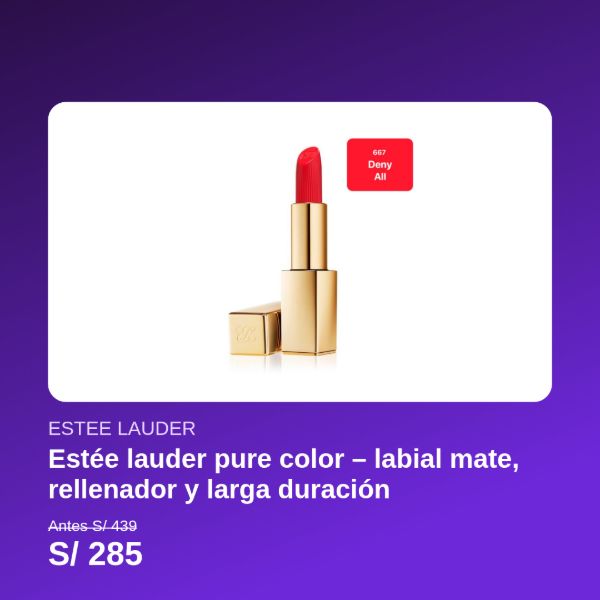 667
Deny
All
ESTEE LAUDER
Estée lauder pure color – labial mate,
rellenador y larga duración
Antes S/ 439
S/ 285